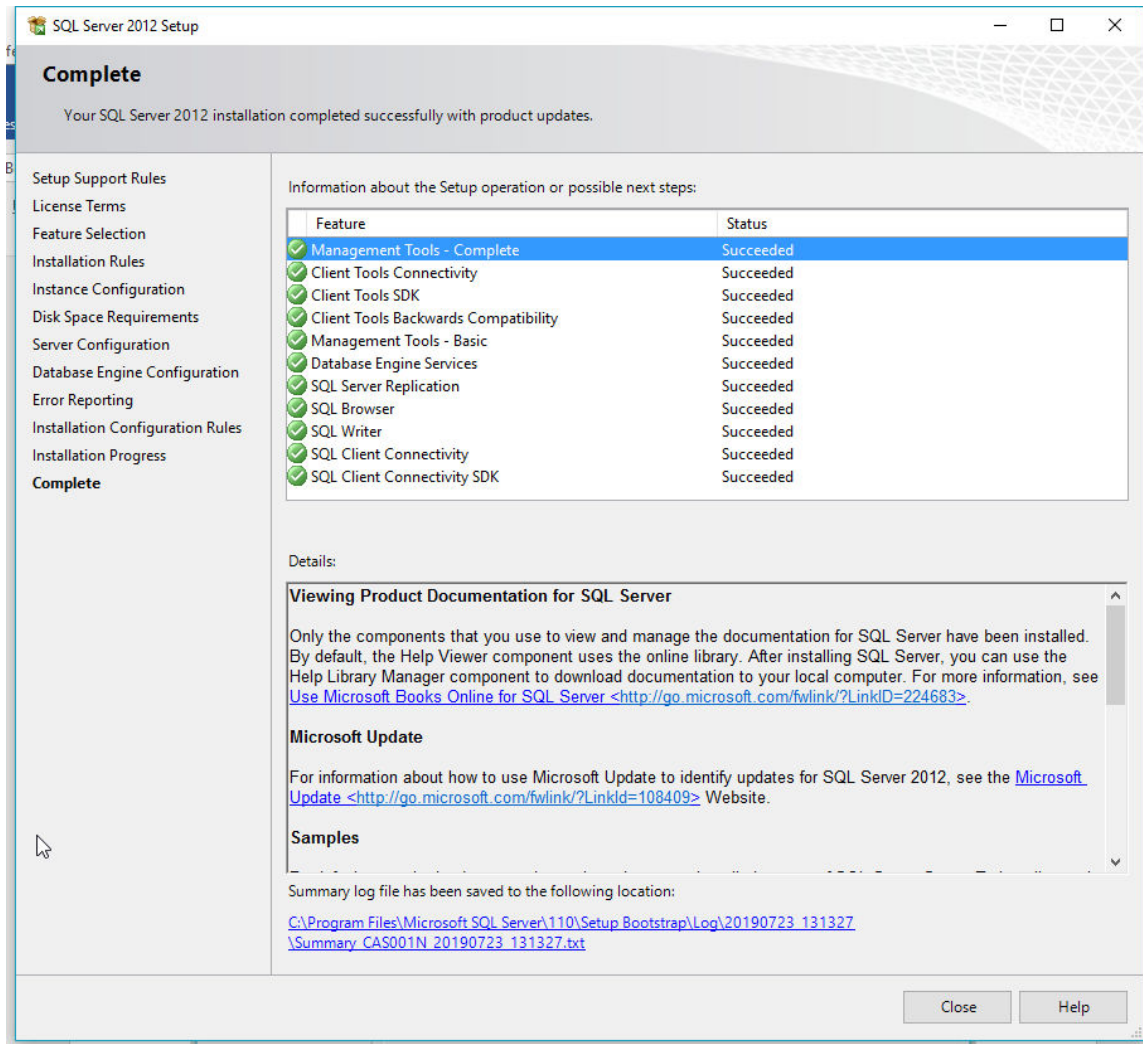 SQL Server 2012 Setup
Complete
Your SQL Server 2012 installation completed successfully with product updates.
Setup Support Rules
License Terms
Feature Selection
Installation Rules
Instance Configuration
Disk Space Requirements
Server Configuration
Database Engine Configuration
Error Reporting
Installation Configuration Rules
Installation Progress
Complete
Information about the Setup operation or possible next steps:
Feature Status
Management Tools - Complete Succeeded
Client Tools Connectivity Succeeded
Client Tools SDK Succeeded
Client Tools Backwards Compatibility Succeeded
Management Tools - Basic Succeeded
Database Engine Services Succeeded
SQL Server Replication Succeeded
SQL Browser Succeeded
SQL Writer Succeeded
SQL Client Connectivity Succeeded
SQL Client Connectivity SDK Succeeded
Details:
Viewing Product Documentation for SQL Server
Only the components that you use to view and manage the documentation for SQL Server have been installed.
By default, the Help Viewer component uses the online library. After installing SQL Server, you can use the
Help Library Manager component to download documentation to your local computer. For more information, see
Use Microsoft Books Online for SQL Server <http://go.microsoft.com/fwlink/?LinkID=224683>.
Microsoft Update
For information about how to use Microsoft Update to identify updates for SQL Server 2012, see the Microsoft
Update <http://go.microsoft.com/fwlink/?LinkId=108409> Website.
Samples
Summary log file has been saved to the following location:
C:\Program Files\Microsoft SQL Server\110\Setup Bootstrap\Log\20190723_131327
\Summary_CAS001N_20190723_131327.txt
Close Help